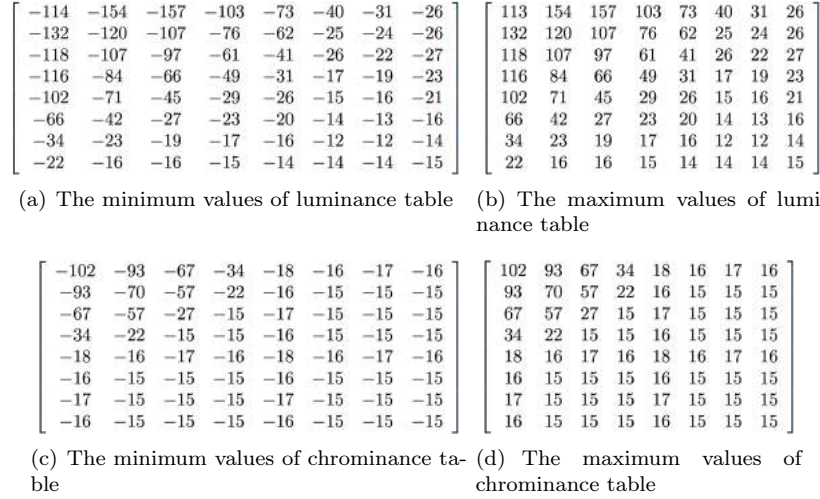 −114 −154 −157 −103 −73 −40 −31 −26
−132 −120 −107 −76 −62 −25 −24 −26
−118 −107 −97 −61 −41 −26 −22 −27
−116 −84 −66 −49 −31 −17 −19 −23
−102 −71 −45 −29 −26 −15 −16 −21
−66 −42 −27 −23 −20 −14 −13 −16
−34 −23 −19 −17 −16 −12 −12 −14
−22 −16 −16 −15 −14 −14 −14 −15
(a) The minimum values of luminance table
113 154 157 103 73 40 31 26
132 120 107 76 62 25 24 26
118 107 97 61 41 26 22 27
116 84 66 49 31 17 19 23
102 71 45 29 26 15 16 21
66 42 27 23 20 14 13 16
34 23 19 17 16 12 12 14
22 16 16 15 14 14 14 15
(b) The maximum values of lumi
nance table
−102 −93 −67 −34 −18 −16 −17 −16
−93 −70 −57 −22 −16 −15 −15 −15
−67 −57 −27 −15 −17 −15 −15 −15
−34 −22 −15 −15 −16 −15 −15 −15
−18 −16 −17 −16 −18 −16 −17 −16
−16 −15 −15 −15 −16 −15 −15 −15
−17 −15 −15 −15 −17 −15 −15 −15
−16 −15 −15 −15 −16 −15 −15 −15
(c) The minimum values of chrominance ta-
ble
102 93 67 34 18 16 17 16
93 70 57 22 16 15 15 15
67 57 27 15 17 15 15 15
34 22 15 15 16 15 15 15
18 16 17 16 18 16 17 16
16 15 15 15 16 15 15 15
17 15 15 15 17 15 15 15
16 15 15 15 16 15 15 15
(d) The maximum values of
chrominance table